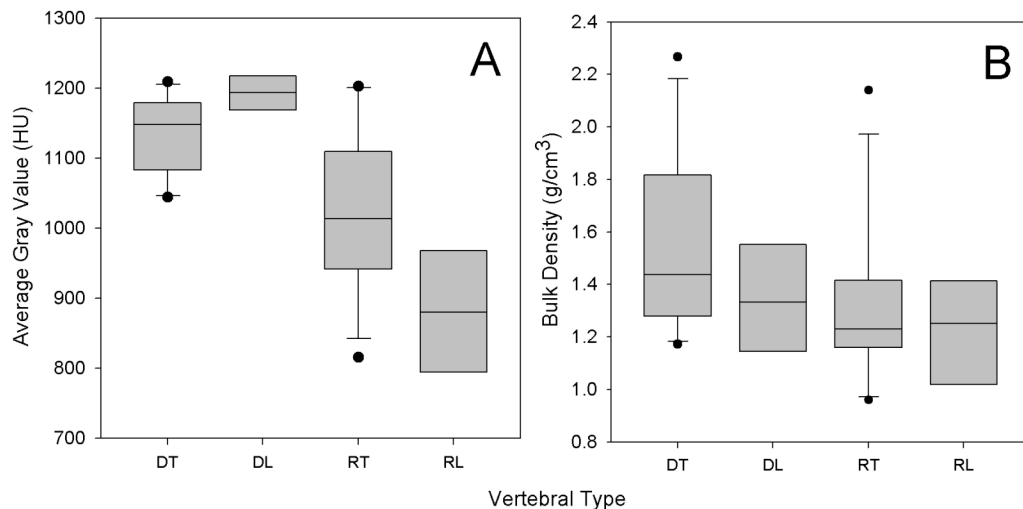 A
Average Gray Value (HU)
1300
1200
1100
1000
900
800
700
DT DL RT RL
B
Bulk Density (g/cm³)
2.4
2.2
2.0
1.8
1.6
1.4
1.2
1.0
0.8
DT DL RT RL
Vertebral Type